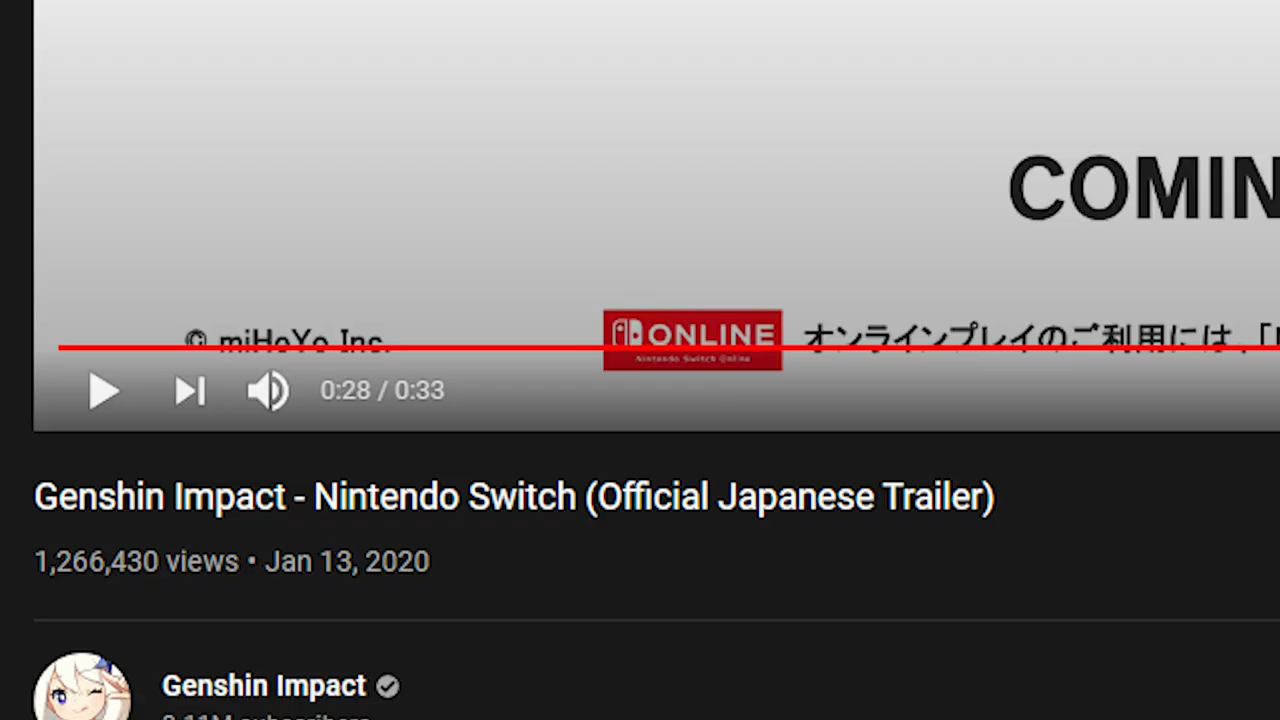 COMIN
© miHoYo Inc.
ONLINE
Nintendo Switch Online
オンラインプレイのご利用には、「
0:28 / 0:33
Genshin Impact - Nintendo Switch (Official Japanese Trailer)
1,266,430 views • Jan 13, 2020
Genshin Impact